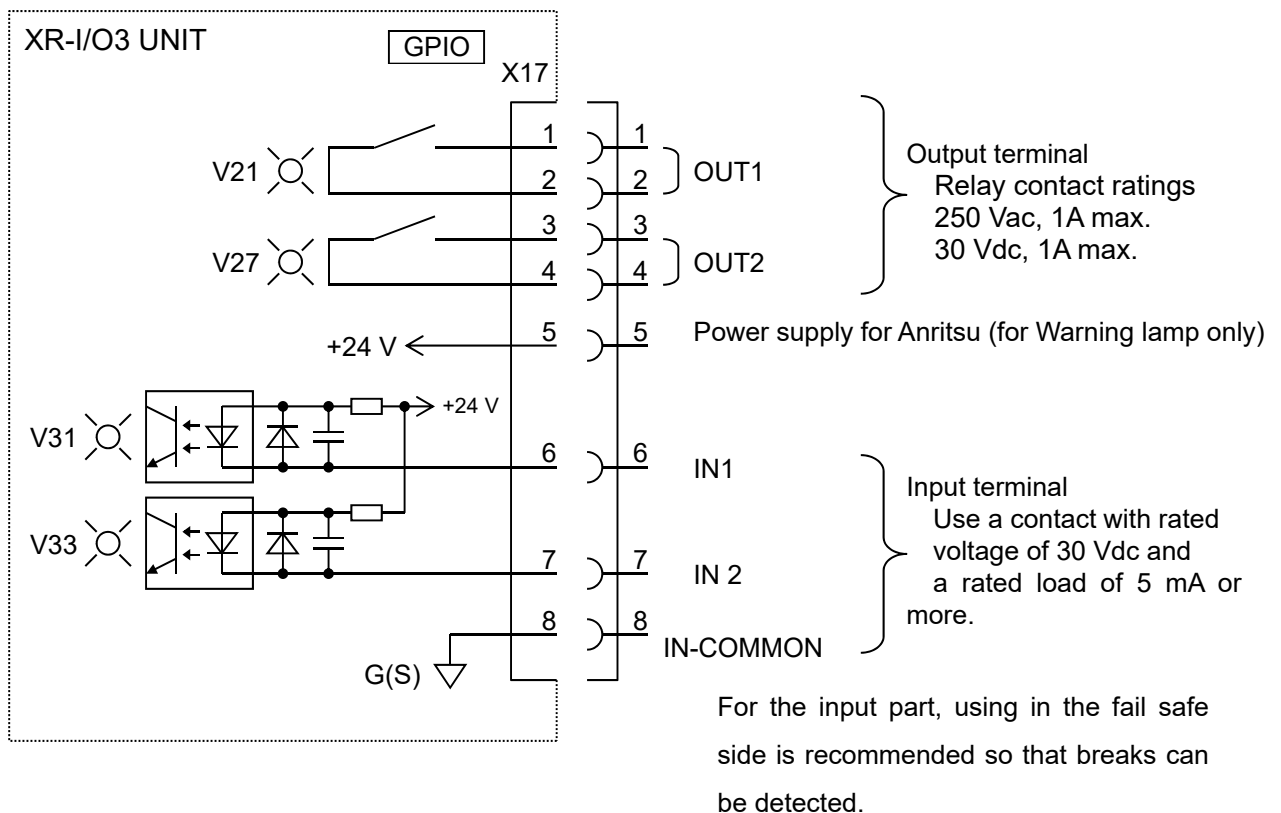 XR-I/O3 UNIT
GPIO
X17
1 1
V21
2 2
OUT1
3 3
V27
4 4
OUT2
Output terminal
Relay contact ratings
250 Vac, 1A max.
30 Vdc, 1A max.
+24 V
5 5
Power supply for Anritsu (for Warning lamp only)
+24 V
V31
6 6
IN1
V33
7 7
IN 2
8 8
IN-COMMON
G(S)
Input terminal
Use a contact with rated
voltage of 30 Vdc and
a rated load of 5 mA or
more.
For the input part, using in the fail safe
side is recommended so that breaks can
be detected.